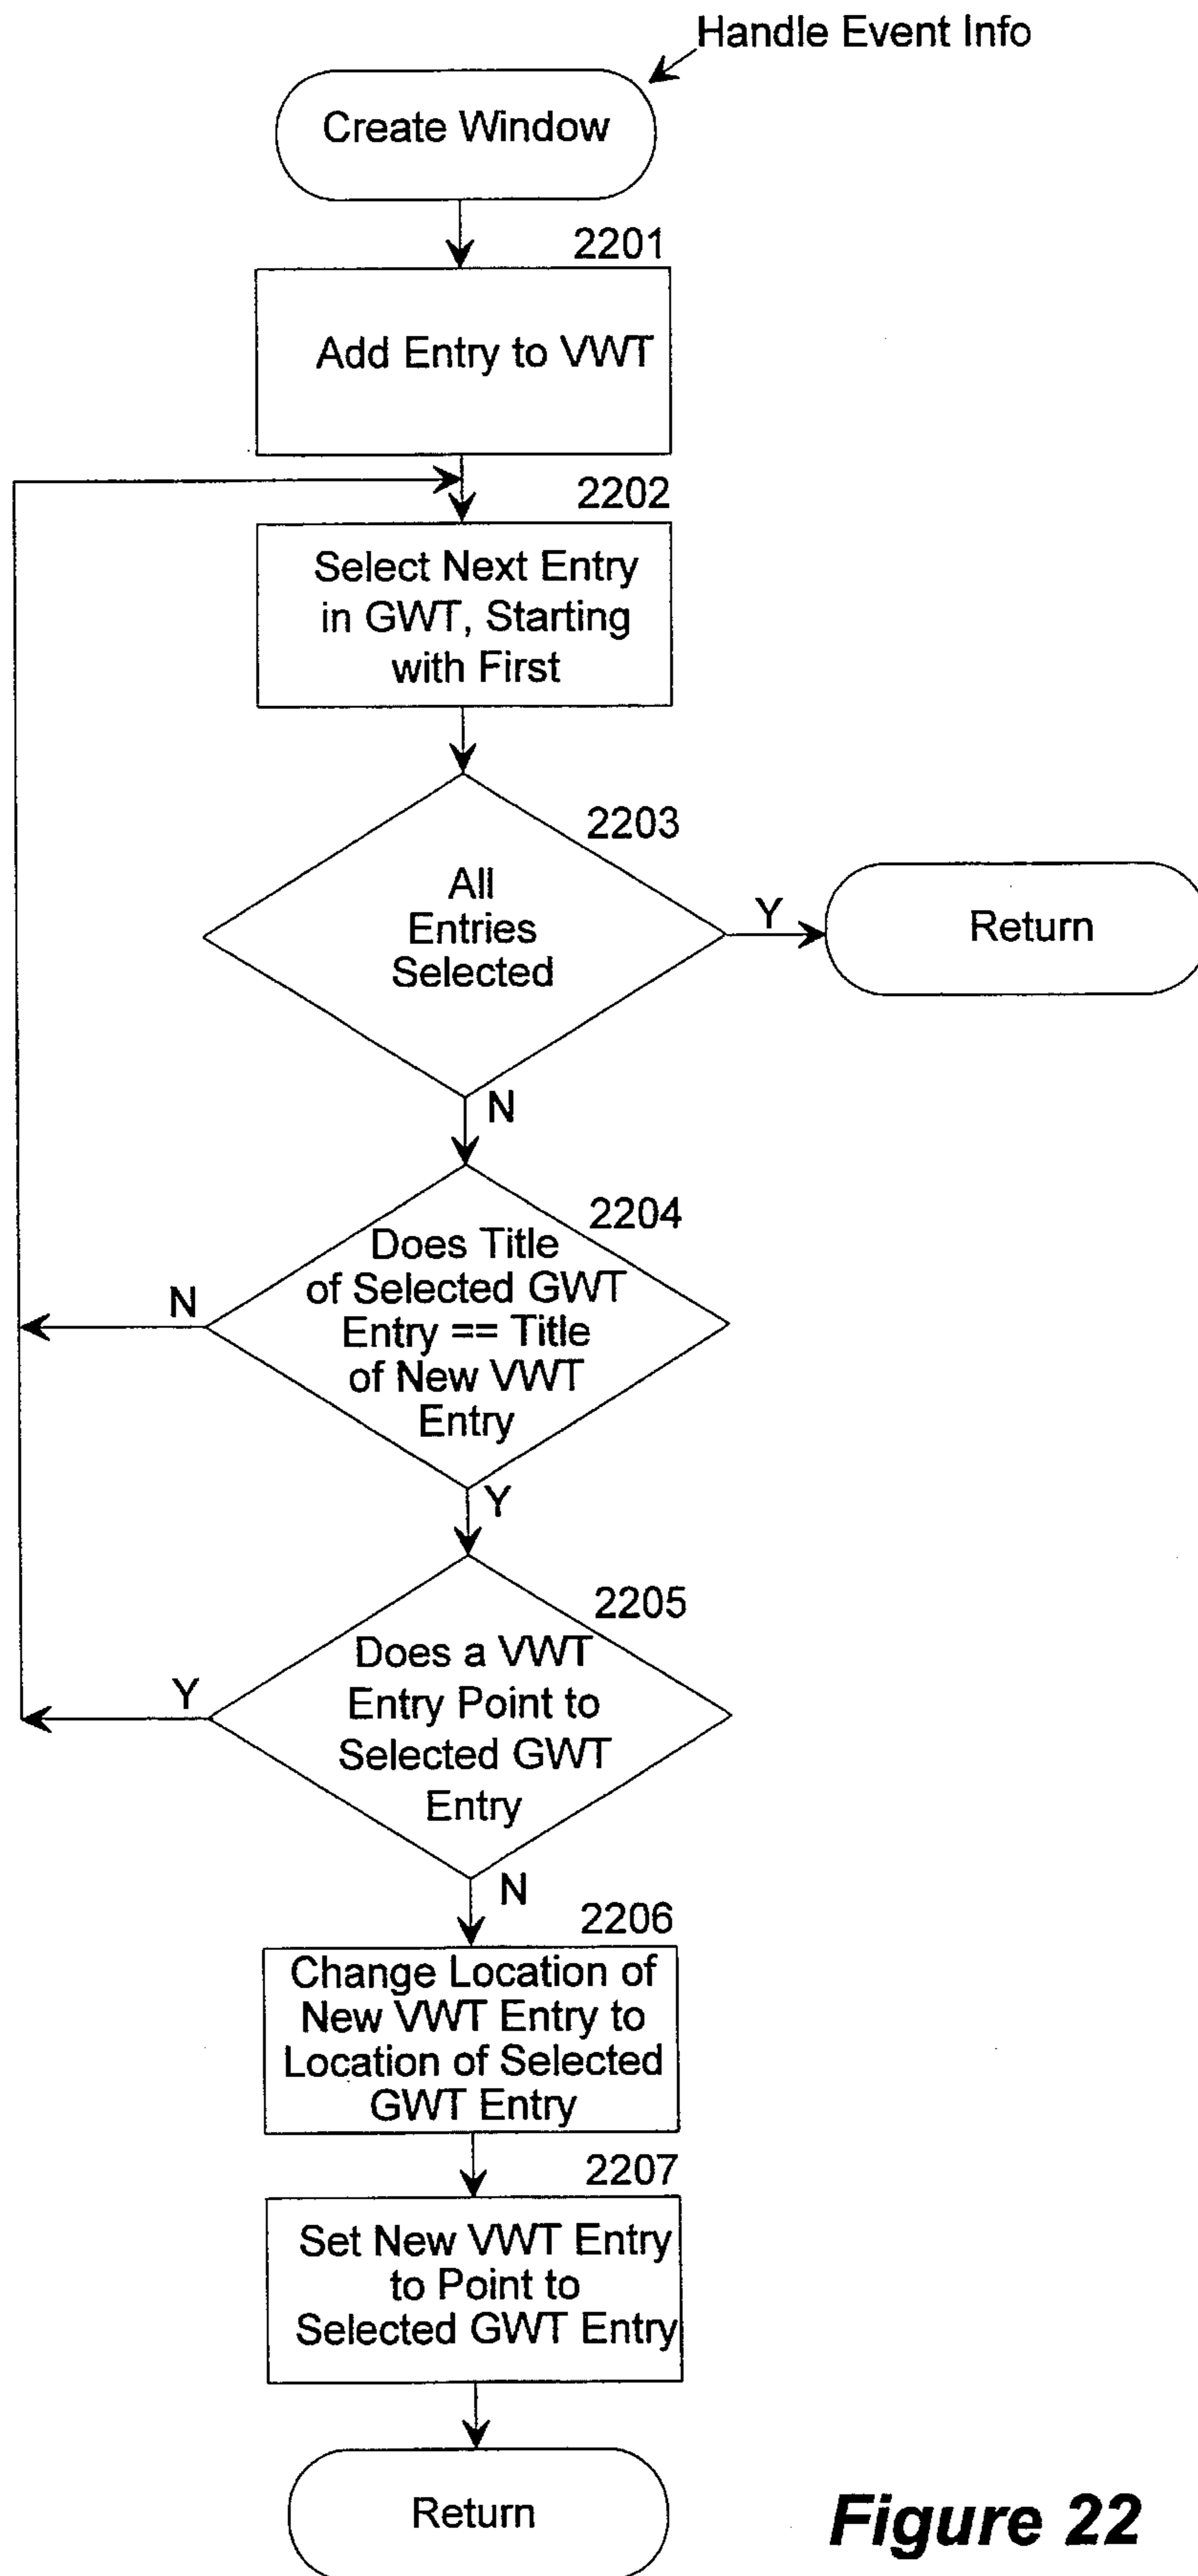 Handle Event Info
Create Window
2201
Add Entry to VWT
2202
Select Next Entry
in GWT, Starting
with First
2203
All
Entries
Selected
Y
Return
N
2204
Does Title
of Selected GWT
Entry == Title
of New VWT
Entry
N
Y
2205
Does a VWT
Entry Point to
Selected GWT
Entry
Y
N
2206
Change Location of
New VWT Entry to
Location of Selected
GWT Entry
2207
Set New VWT Entry
to Point to
Selected GWT Entry
Return
Figure 22